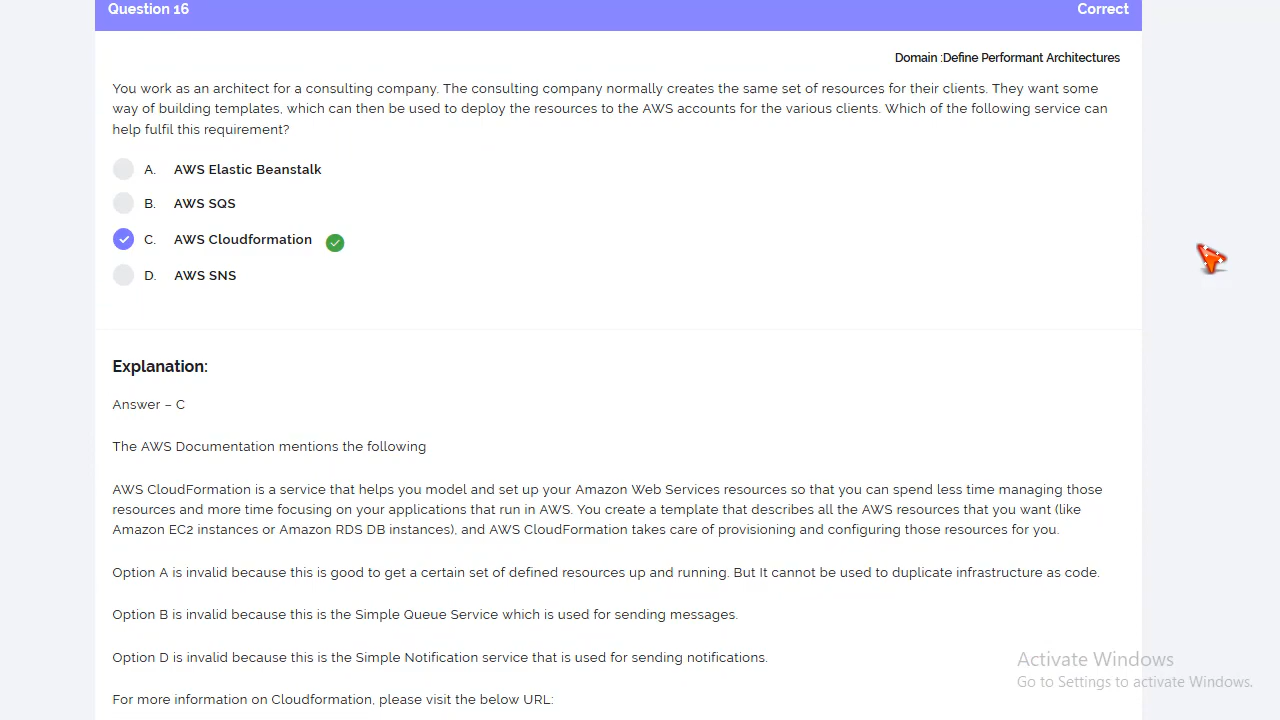 Question 16 Correct
Domain :Define Performant Architectures
You work as an architect for a consulting company. The consulting company normally creates the same set of resources for their clients. They want some
way of building templates, which can then be used to deploy the resources to the AWS accounts for the various clients. Which of the following service can
help fulfil this requirement?
A. AWS Elastic Beanstalk
B. AWS SQS
C. AWS Cloudformation
D. AWS SNS
Explanation:
Answer – C
The AWS Documentation mentions the following
AWS CloudFormation is a service that helps you model and set up your Amazon Web Services resources so that you can spend less time managing those
resources and more time focusing on your applications that run in AWS. You create a template that describes all the AWS resources that you want (like
Amazon EC2 instances or Amazon RDS DB instances), and AWS CloudFormation takes care of provisioning and configuring those resources for you.
Option A is invalid because this is good to get a certain set of defined resources up and running. But It cannot be used to duplicate infrastructure as code.
Option B is invalid because this is the Simple Queue Service which is used for sending messages.
Option D is invalid because this is the Simple Notification service that is used for sending notifications.
Activate Windows
Go to Settings to activate Windows.
For more information on Cloudformation, please visit the below URL: